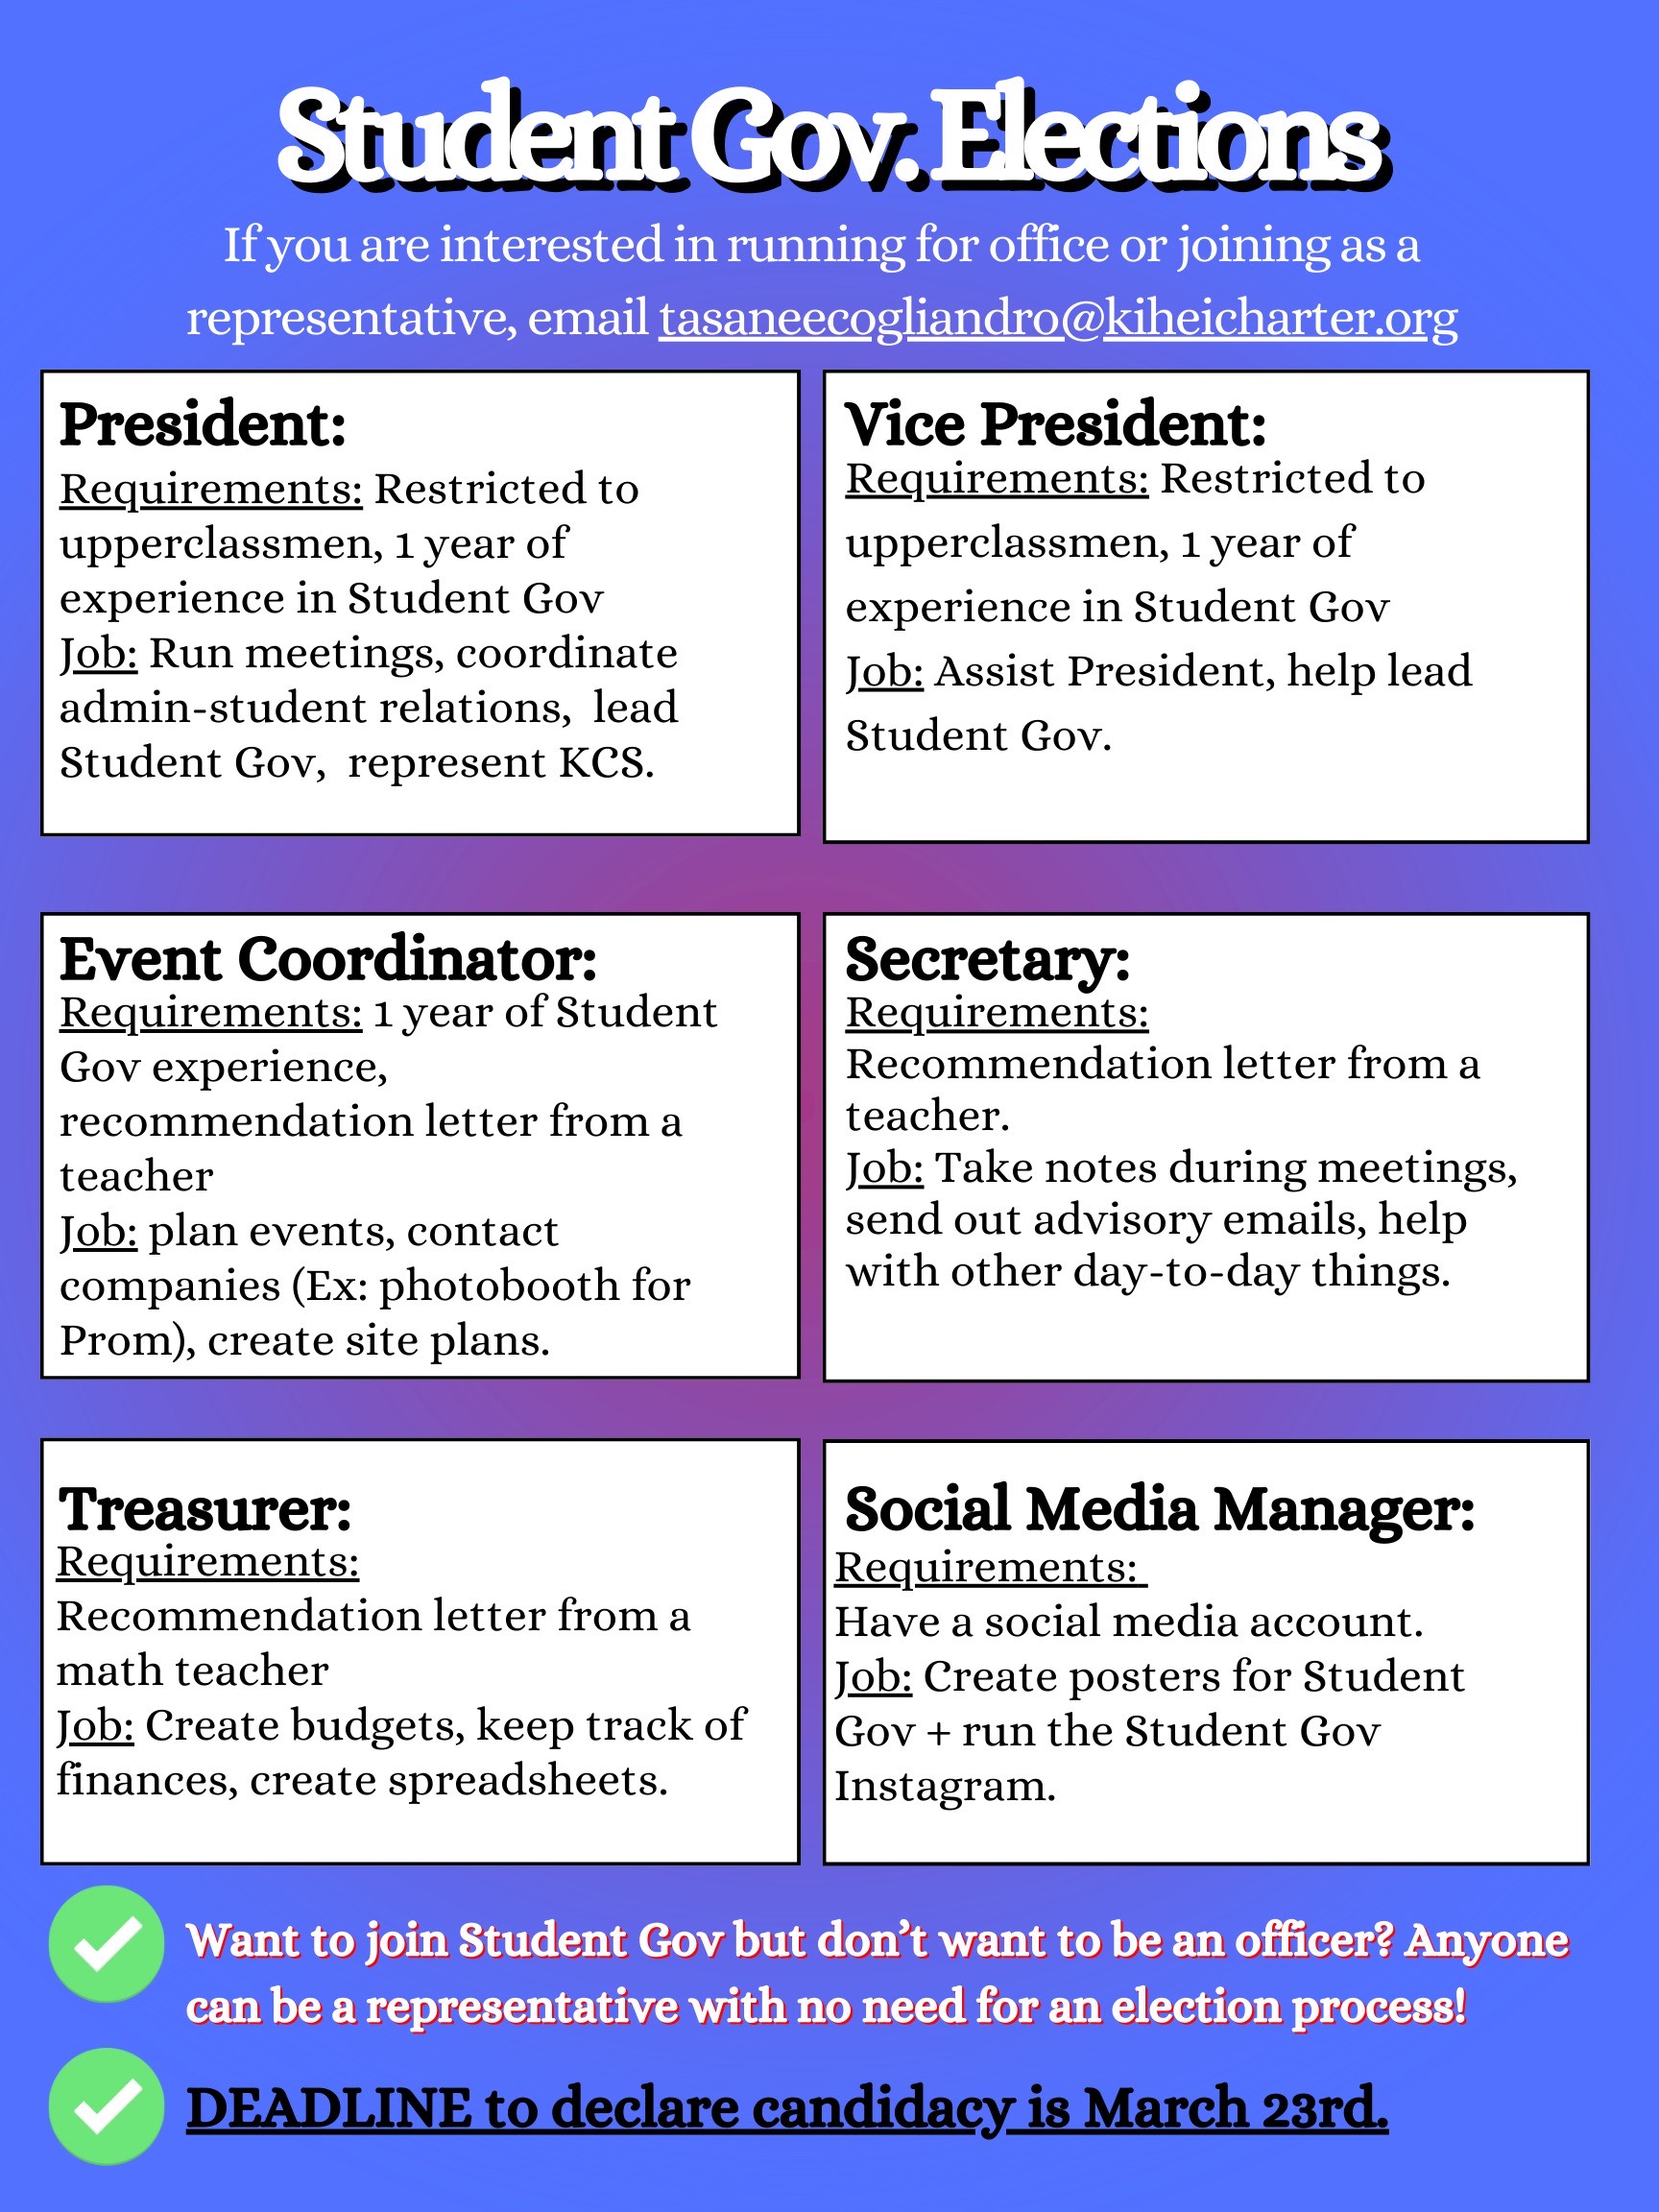 Student Gov. Elections
If you are interested in running for office or joining as a
representative, email tasaneecogliandro@kiheicharter.org
President:
Requirements: Restricted to
upperclassmen, 1 year of
experience in Student Gov
Job: Run meetings, coordinate
admin-student relations,  lead
Student Gov,  represent KCS.
Vice President:
Requirements: Restricted to
upperclassmen, 1 year of
experience in Student Gov
Job: Assist President, help lead
Student Gov.
Event Coordinator:
Requirements: 1 year of Student
Gov experience,
recommendation letter from a
teacher
Job: plan events, contact
companies (Ex: photobooth for
Prom), create site plans.
Secretary:
Requirements:
Recommendation letter from a
teacher.
Job: Take notes during meetings,
send out advisory emails, help
with other day-to-day things.
Treasurer:
Requirements:
Recommendation letter from a
math teacher
Job: Create budgets, keep track of
finances, create spreadsheets.
Social Media Manager:
Requirements:
Have a social media account.
Job: Create posters for Student
Gov + run the Student Gov
Instagram.
Want to join Student Gov but don’t want to be an officer? Anyone
can be a representative with no need for an election process!
DEADLINE to declare candidacy is March 23rd.